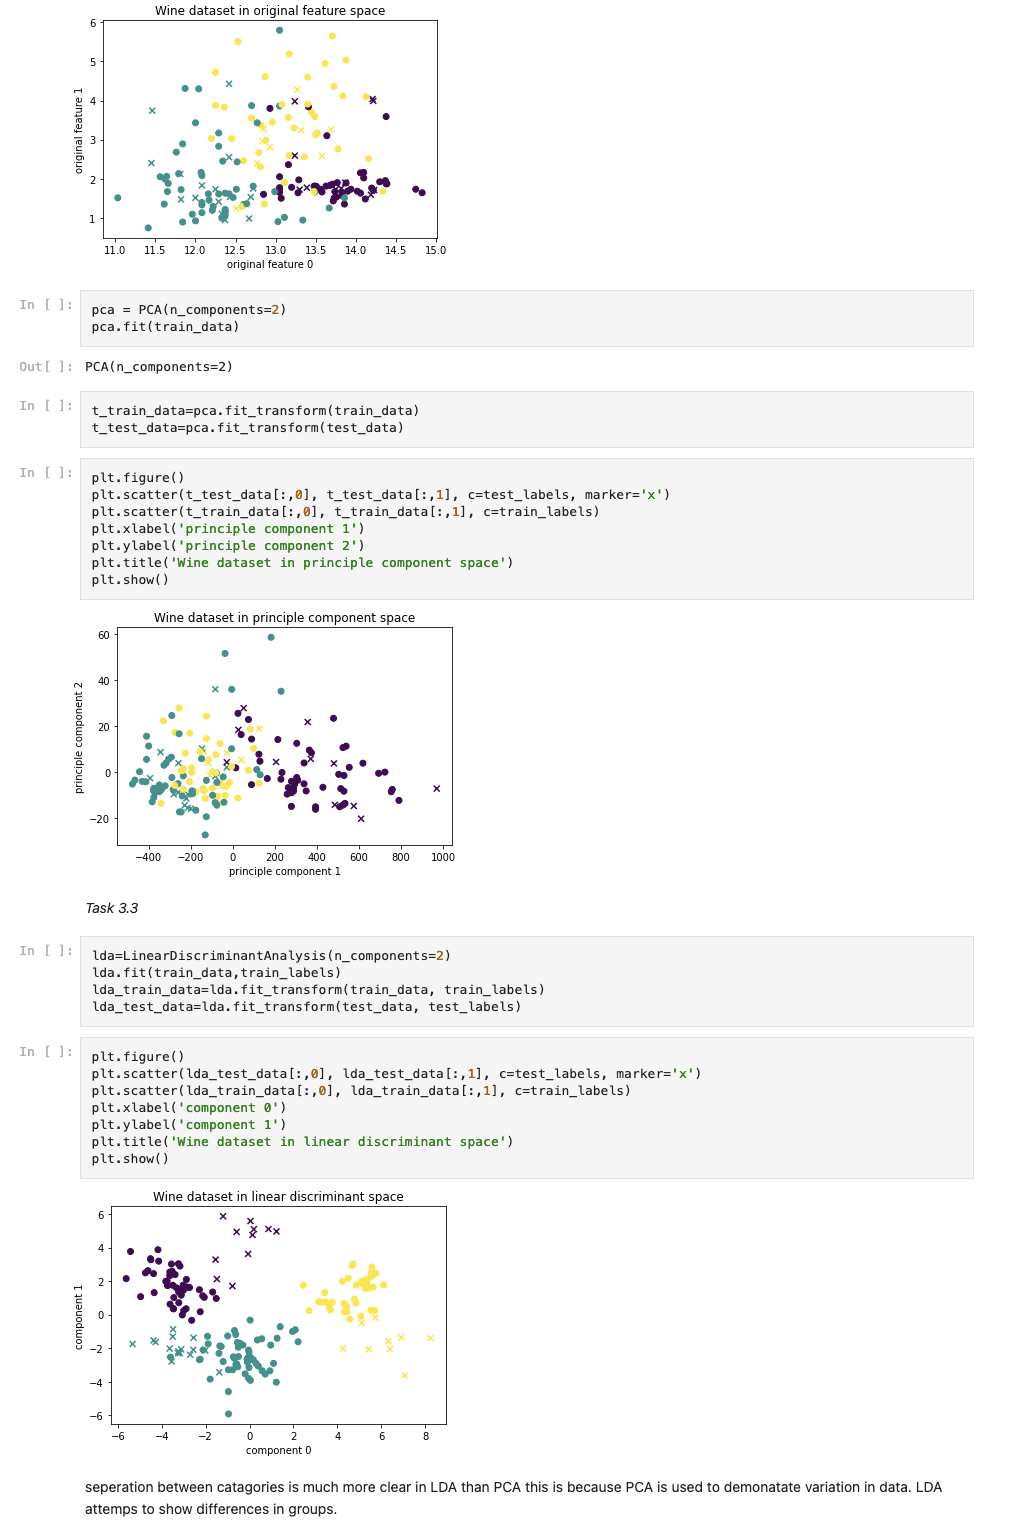 Wine dataset in original feature space
6
5
4
3
2
1
original feature 1
11.0 11.5 12.0 12.5 13.0 13.5 14.0 14.5 15.0
original feature 0
In [ ]:
pca = PCA(n_components=2)
pca.fit(train_data)
Out[ ]: PCA(n_components=2)
In [ ]:
t_train_data=pca.fit_transform(train_data)
t_test_data=pca.fit_transform(test_data)
In [ ]:
plt.figure()
plt.scatter(t_test_data[:,0], t_test_data[:,1], c=test_labels, marker='x')
plt.scatter(t_train_data[:,0], t_train_data[:,1], c=train_labels)
plt.xlabel('principle component 1')
plt.ylabel('principle component 2')
plt.title('Wine dataset in principle component space')
plt.show()
Wine dataset in principle component space
60
40
20
0
−20
principle component 2
−400 −200 0 200 400 600 800 1000
principle component 1
Task 3.3
In [ ]:
lda=LinearDiscriminantAnalysis(n_components=2)
lda.fit(train_data,train_labels)
lda_train_data=lda.fit_transform(train_data, train_labels)
lda_test_data=lda.fit_transform(test_data, test_labels)
In [ ]:
plt.figure()
plt.scatter(lda_test_data[:,0], lda_test_data[:,1], c=test_labels, marker='x')
plt.scatter(lda_train_data[:,0], lda_train_data[:,1], c=train_labels)
plt.xlabel('component 0')
plt.ylabel('component 1')
plt.title('Wine dataset in linear discriminant space')
plt.show()
Wine dataset in linear discriminant space
6
4
2
0
−2
−4
−6
component 1
−6 −4 −2 0 2 4 6 8
component 0
seperation between catagories is much more clear in LDA than PCA this is because PCA is used to demonatate variation in data. LDA
attemps to show differences in groups.